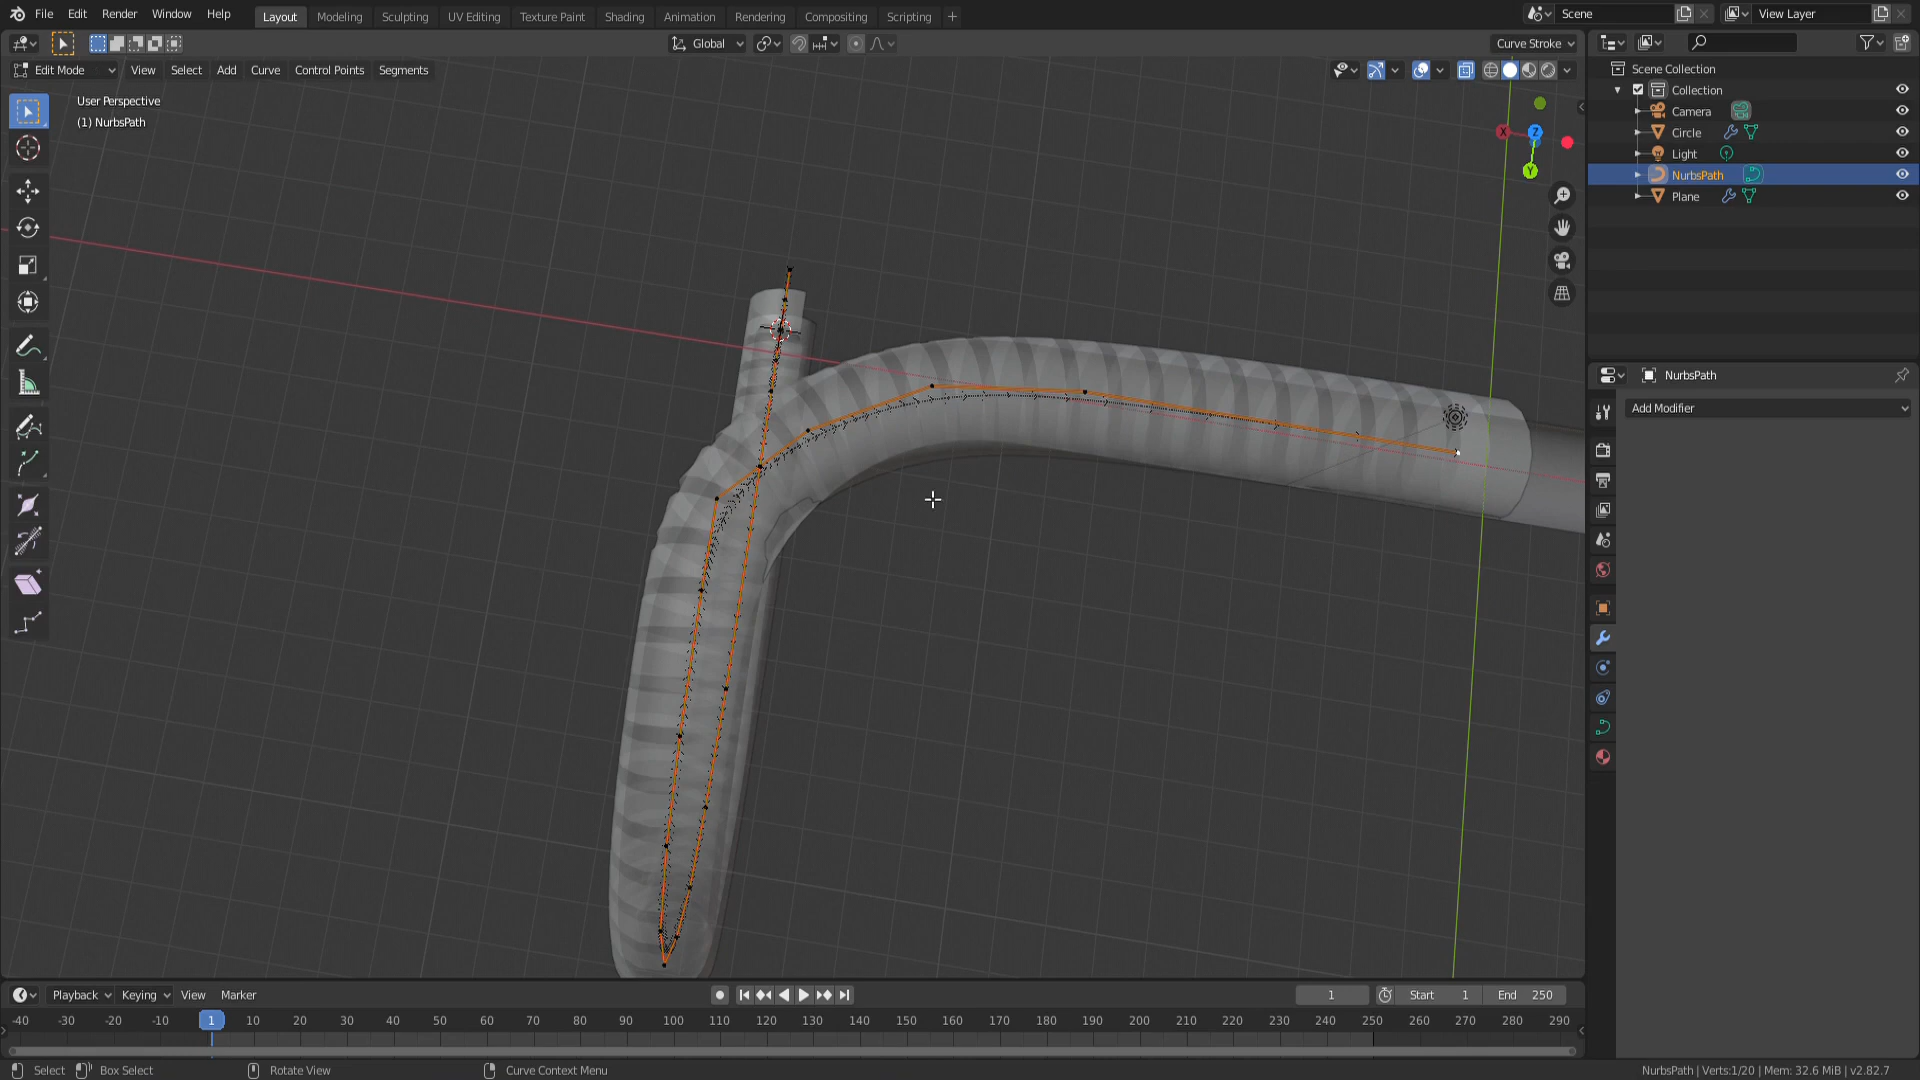 File Edit Render Window Help
Layout Modeling Sculpting UV Editing Texture Paint Shading Animation Rendering Compositing Scripting +
Scene
View Layer
Global
Curve Stroke
Edit Mode View Select Add Curve Control Points Segments
User Perspective
(1) NurbsPath
X
Z
Y
Scene Collection
Collection
Camera
Circle
Light
NurbsPath
Plane
NurbsPath
Add Modifier
Playback Keying View Marker
1
Start 1
End 250
-40 -30 -20 -10 1 10 20 30 40 50 60 70 80 90 100 110 120 130 140 150 160 170 180 190 200 210 220 230 240 250 260 270 280 290
Select Box Select Rotate View Curve Context Menu
NurbsPath | Verts:1/20 | Mem: 32.6 MiB | v2.82.7